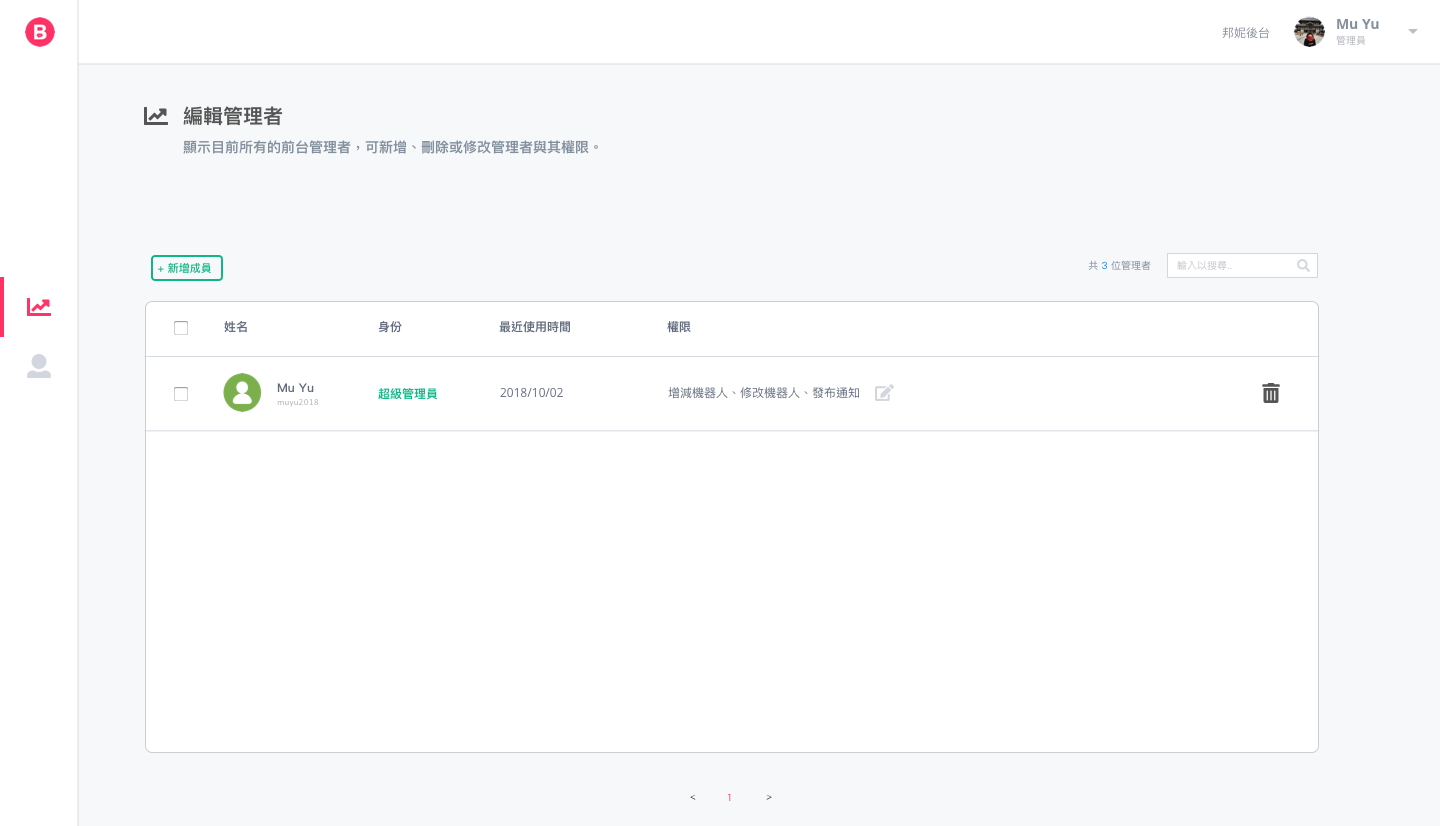 B
邦妮後台
Mu Yu
管理員
編輯管理者
顯示目前所有的前台管理者，可新增、刪除或修改管理者與其權限。
+ 新增成員
共 3 位管理者
輸入以搜尋..
姓名 身份 最近使用時間 權限
Mu Yu
muyu2018
超級管理員
2018/10/02
增減機器人、修改機器人、發布通知
< 1 >